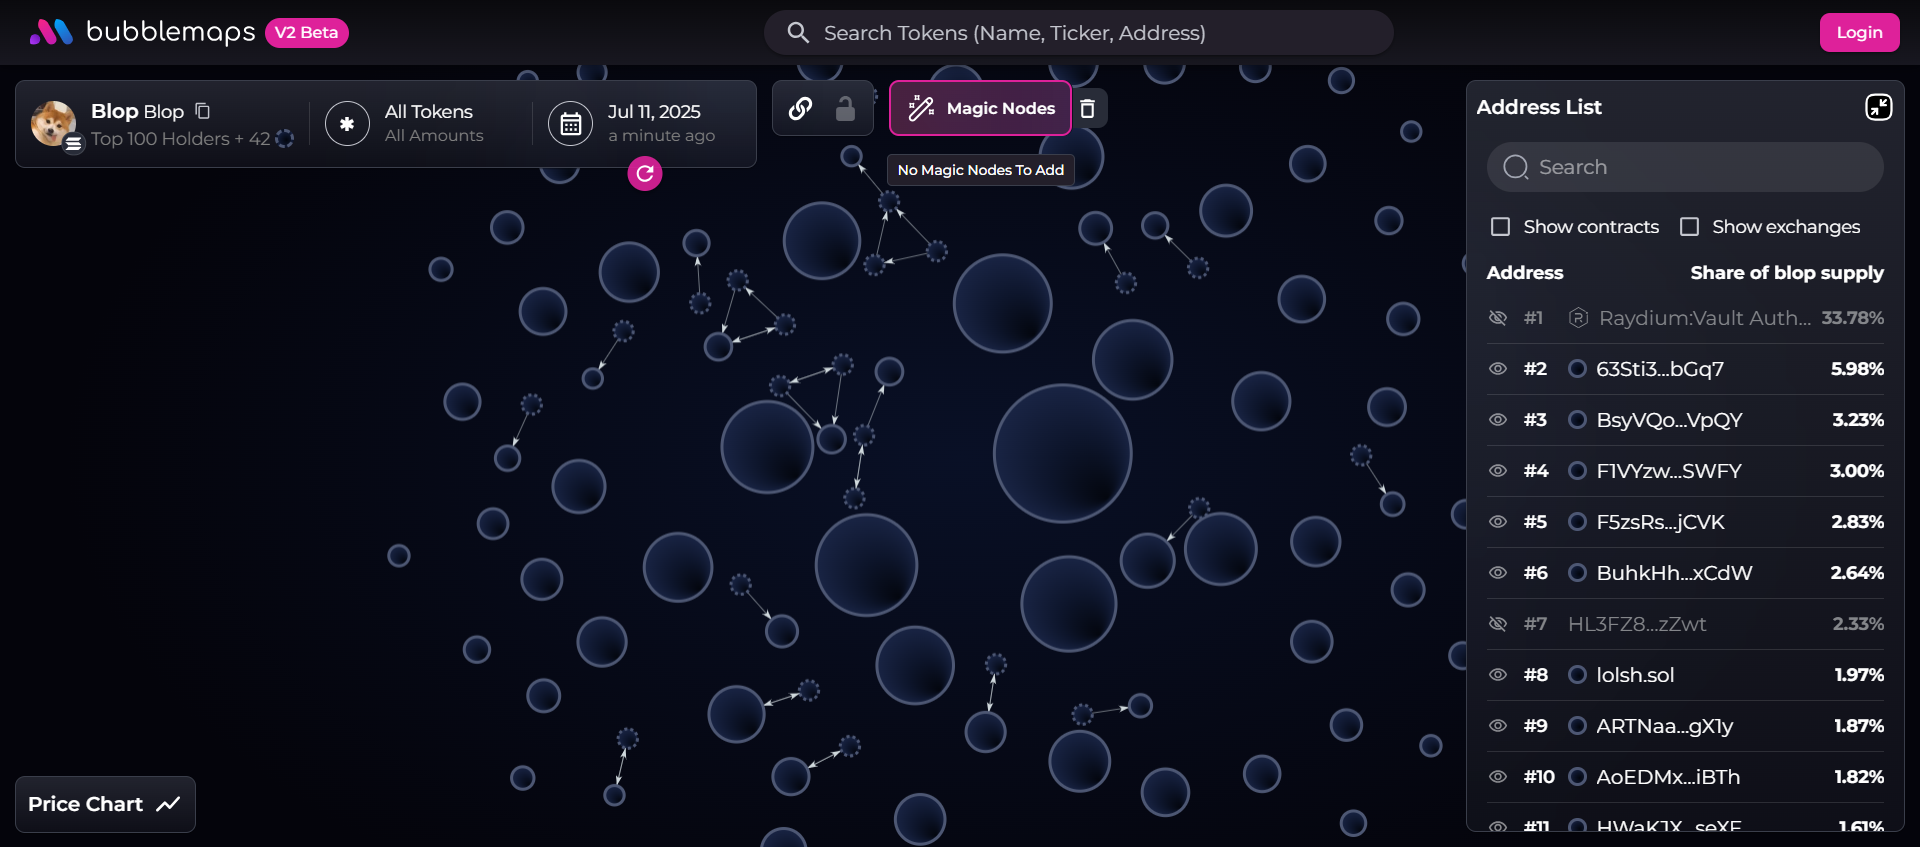 bubblemaps V2 Beta
Search Tokens (Name, Ticker, Address)
Login
Blop Blop
Top 100 Holders + 42
All Tokens
All Amounts
Jul 11, 2025
a minute ago
Magic Nodes
No Magic Nodes To Add
Address List
Search
Show contracts Show exchanges
Address Share of blop supply
#1 Raydium:Vault Auth... 33.78%
#2 63Sti3...bGq7 5.98%
#3 BsyVQo...VpQY 3.23%
#4 F1VYzw...SWFY 3.00%
#5 F5zsRs...jCVK 2.83%
#6 BuhkHh...xCdW 2.64%
#7 HL3FZ8...zZwt 2.33%
#8 lolsh.sol 1.97%
#9 ARTNaa...gX1y 1.87%
#10 AoEDMx...iBTh 1.82%
#11 1.61%
Price Chart